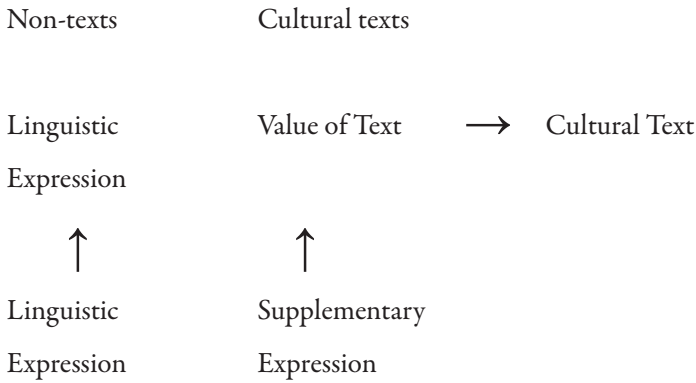 Non-texts Cultural texts
Linguistic Value of Text → Cultural Text
Expression
↑ ↑
Linguistic Supplementary
Expression Expression